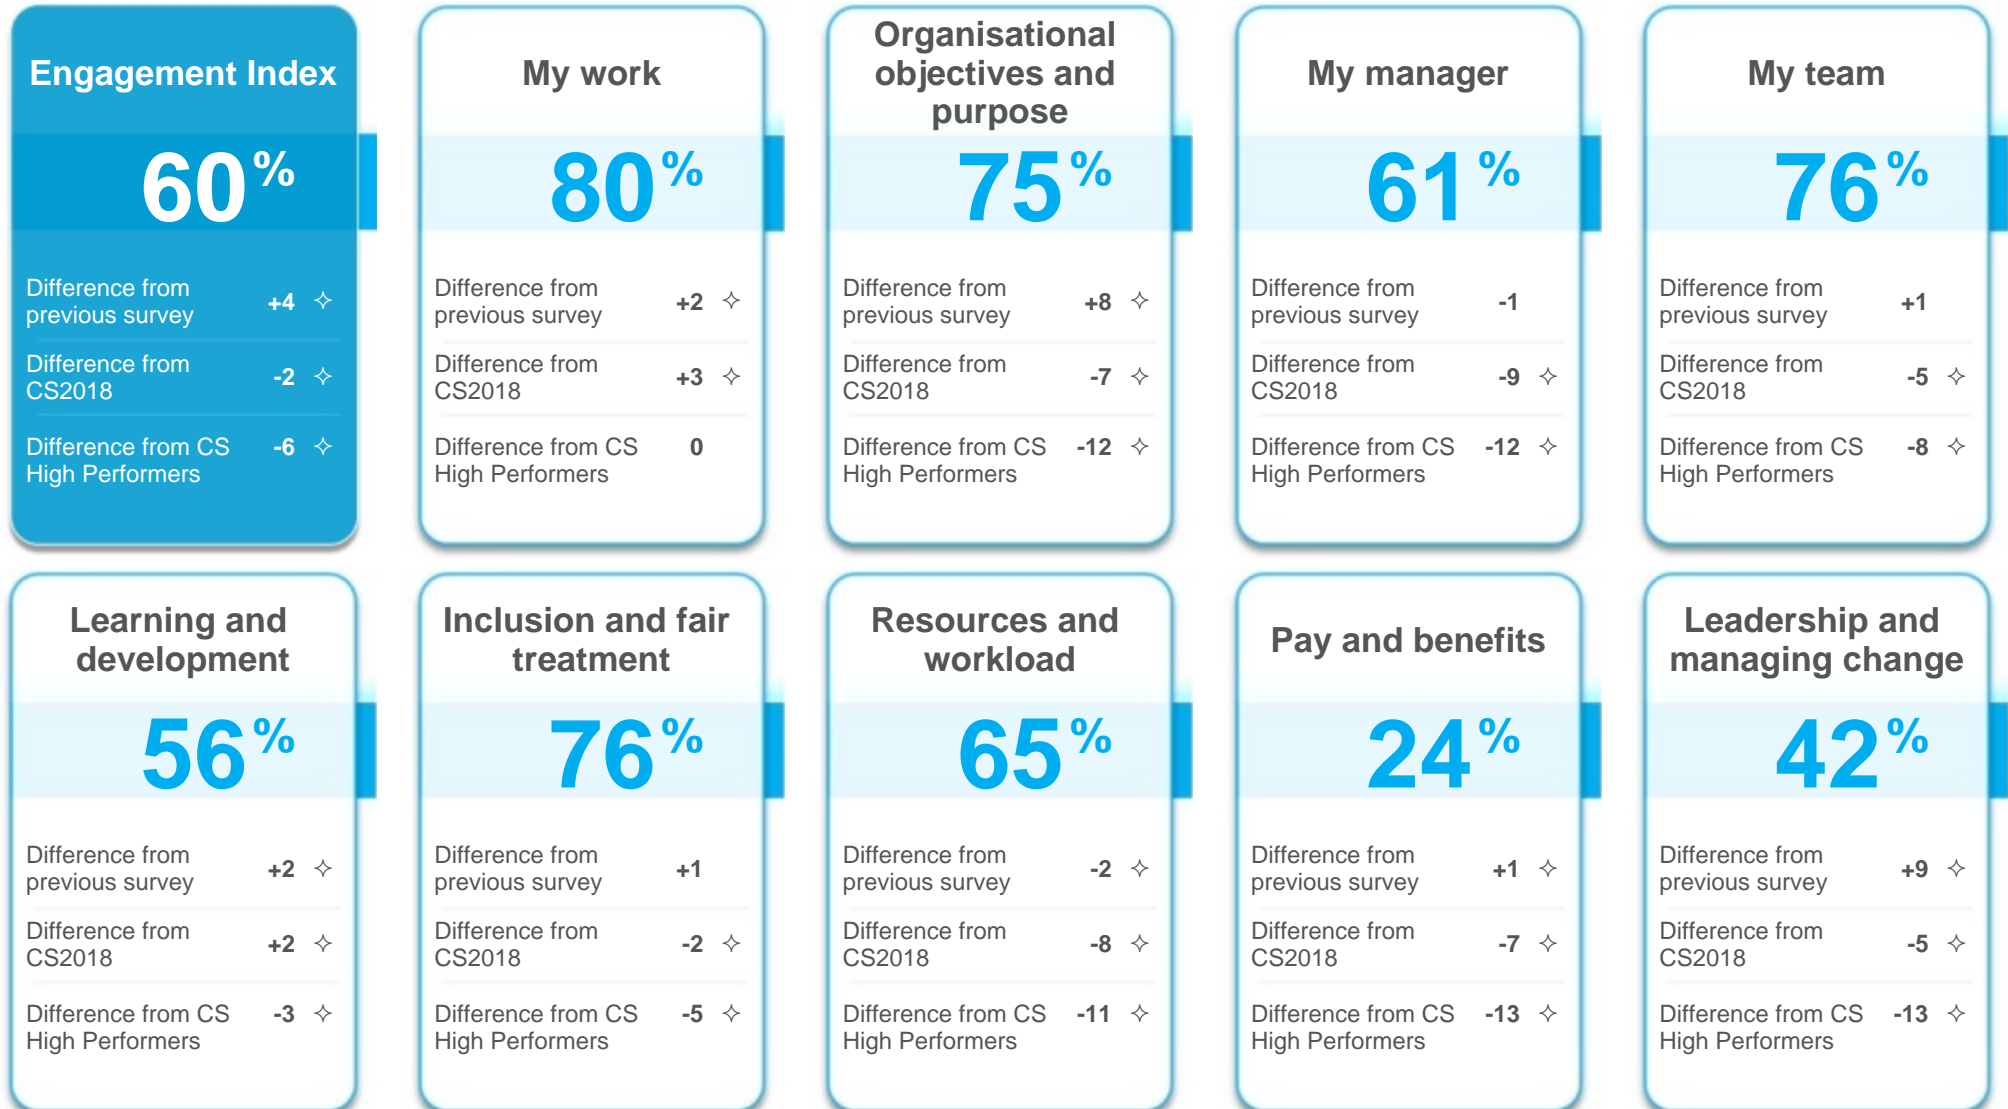 Engagement Index
60%
Difference from
previous survey
+4 ✧
Difference from
CS2018
-2 ✧
Difference from CS
High Performers
-6 ✧
My work
80%
Difference from
previous survey
+2 ✧
Difference from
CS2018
+3 ✧
Difference from CS
High Performers
0
Organisational
objectives and
purpose
75%
Difference from
previous survey
+8 ✧
Difference from
CS2018
-7 ✧
Difference from CS
High Performers
-12 ✧
My manager
61%
Difference from
previous survey
-1
Difference from
CS2018
-9 ✧
Difference from CS
High Performers
-12 ✧
My team
76%
Difference from
previous survey
+1
Difference from
CS2018
-5 ✧
Difference from CS
High Performers
-8 ✧
Learning and
development
56%
Difference from
previous survey
+2 ✧
Difference from
CS2018
+2 ✧
Difference from CS
High Performers
-3 ✧
Inclusion and fair
treatment
76%
Difference from
previous survey
+1
Difference from
CS2018
-2 ✧
Difference from CS
High Performers
-5 ✧
Resources and
workload
65%
Difference from
previous survey
-2 ✧
Difference from
CS2018
-8 ✧
Difference from CS
High Performers
-11 ✧
Pay and benefits
24%
Difference from
previous survey
+1 ✧
Difference from
CS2018
-7 ✧
Difference from CS
High Performers
-13 ✧
Leadership and
managing change
42%
Difference from
previous survey
+9 ✧
Difference from
CS2018
-5 ✧
Difference from CS
High Performers
-13 ✧